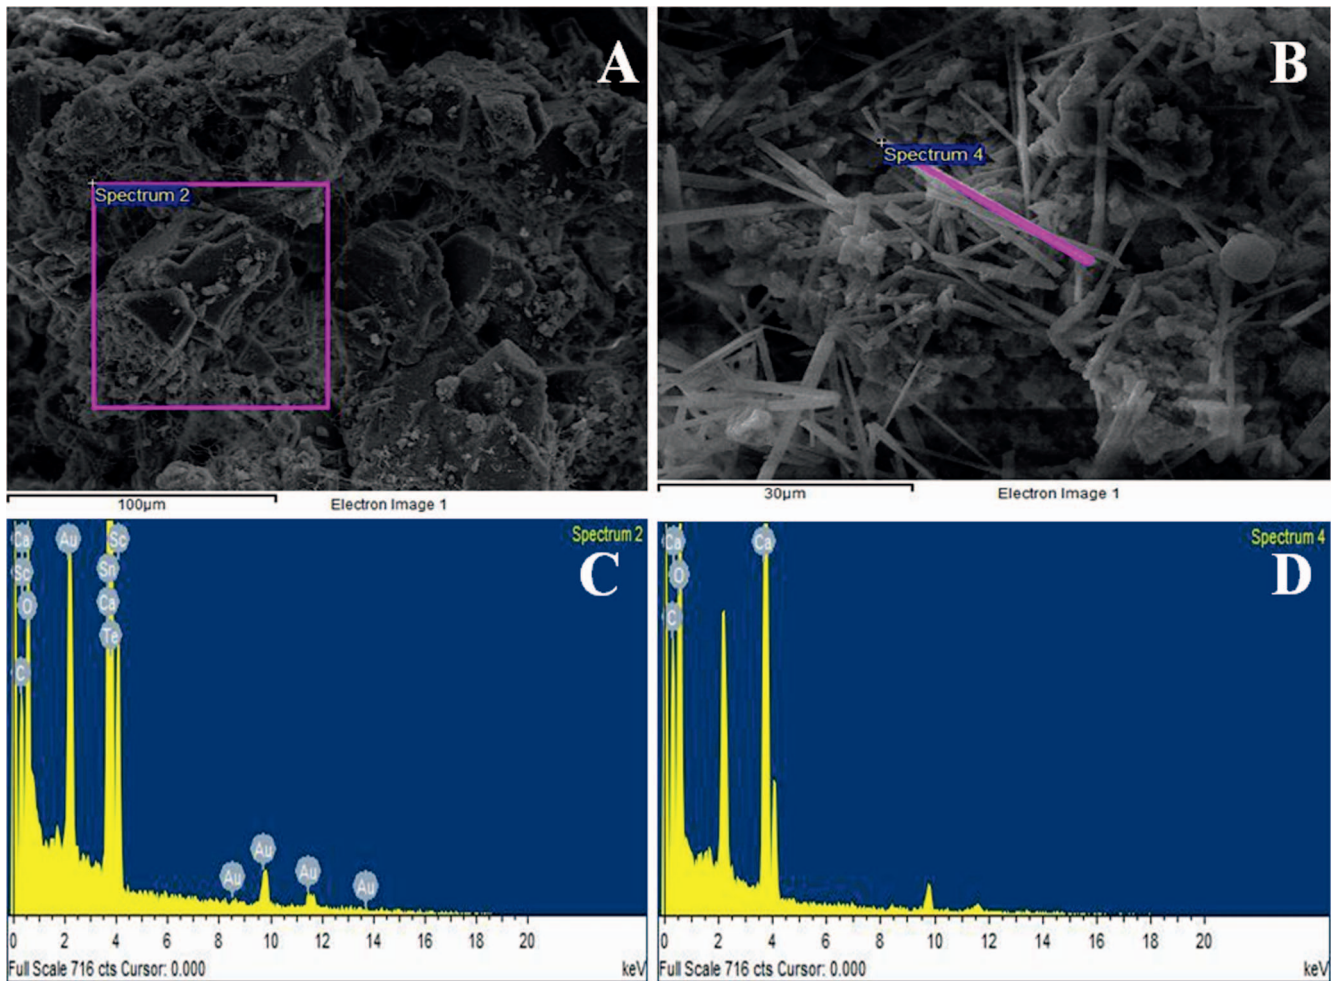 A
Spectrum 2
100µm
Electron Image 1
B
Spectrum 4
30µm
Electron Image 1
Spectrum 2
C
Ca
Au
Sc
Sc
Sn
O
Ca
Te
C
Au
Au
Au
Au
0 2 4 6 8 10 12 14 16 18 20
Full Scale 716 cts Cursor: 0.000
keV
Spectrum 4
D
Ca
Ca
O
C
0 2 4 6 8 10 12 14 16 18 20
Full Scale 716 cts Cursor: 0.000
keV